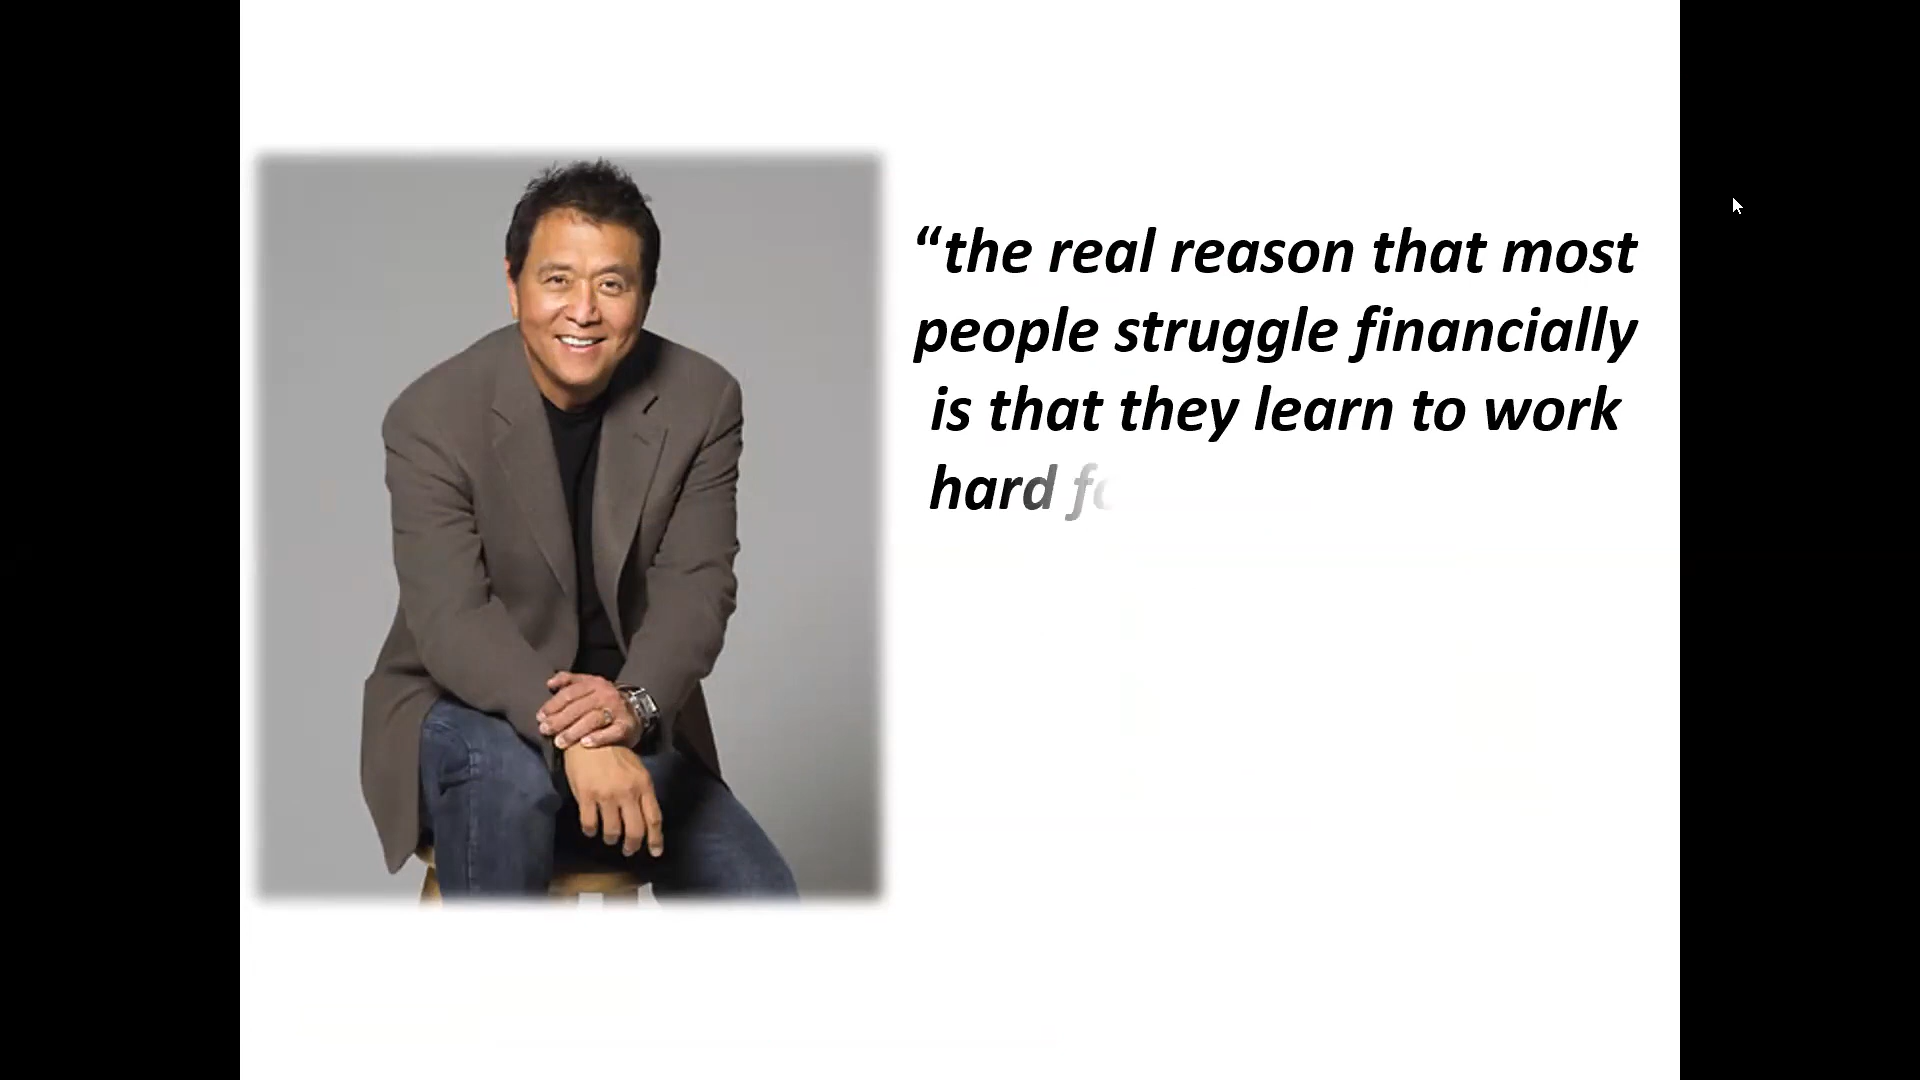 “the real reason that most
people struggle financially
is that they learn to work
hard